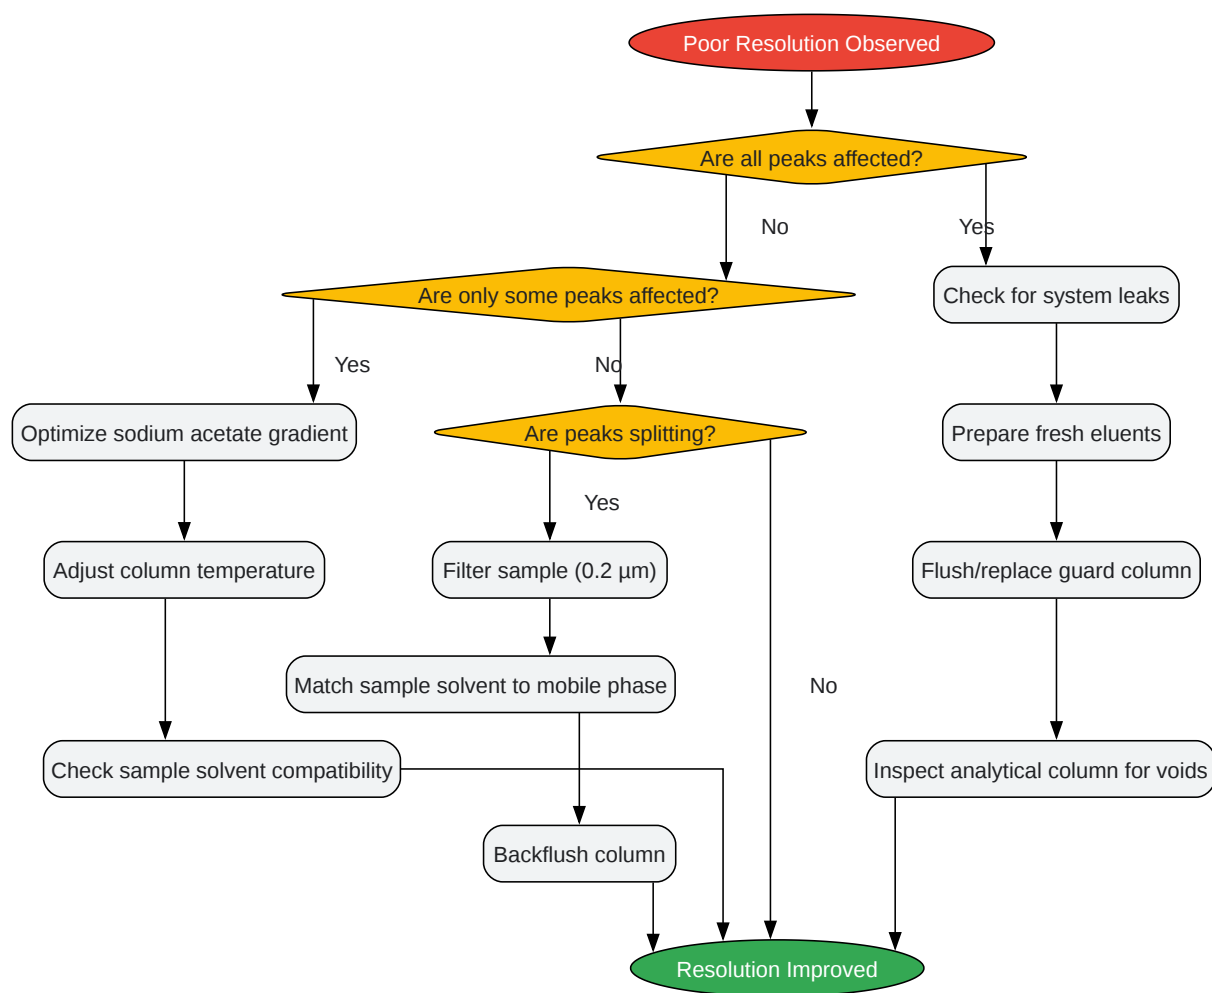 Poor Resolution Observed
Are all peaks affected?
No
Yes
Are only some peaks affected?
Check for system leaks
Yes
No
Optimize sodium acetate gradient
Are peaks splitting?
Prepare fresh eluents
Yes
Adjust column temperature
Filter sample (0.2 µm)
Flush/replace guard column
Match sample solvent to mobile phase
No
Check sample solvent compatibility
Inspect analytical column for voids
Backflush column
Resolution Improved